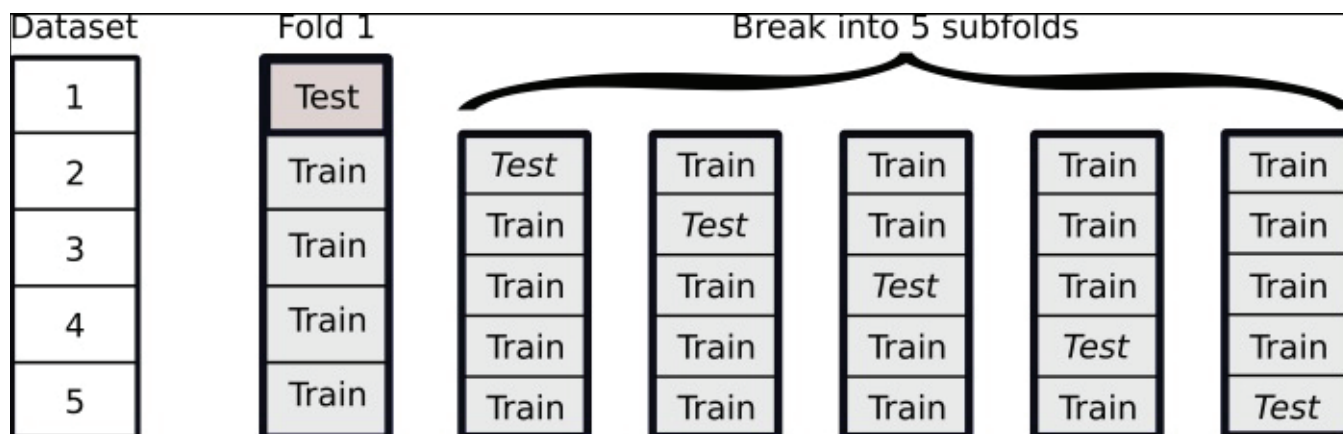 Dataset Fold 1 Break into 5 subfolds
1 Test
2 Train Test Train Train Train Train
3 Train Train Test Train Train Train
Train Train Test Train Train
4 Train Train Train Train Test Train
5 Train Train Train Train Train Test